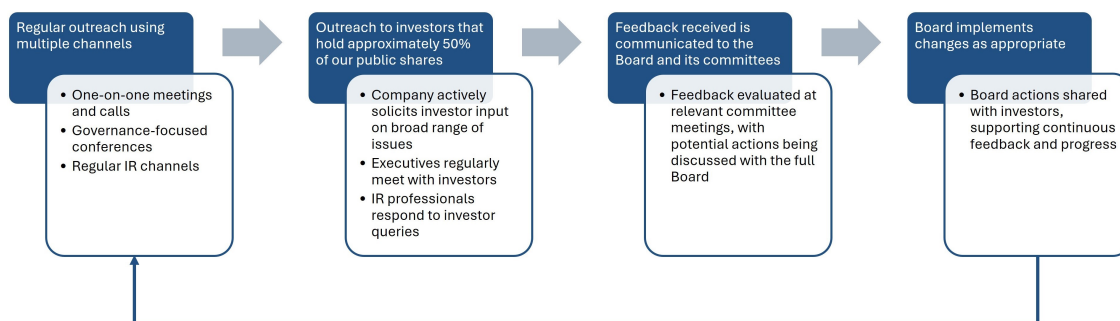 Regular outreach using
multiple channels
• One-on-one meetings
and calls
• Governance-focused
conferences
• Regular IR channels
Outreach to investors that
hold approximately 50%
of our public shares
• Company actively
solicits investor input
on broad range of
issues
• Executives regularly
meet with investors
• IR professionals
respond to investor
queries
Feedback received is
communicated to the
Board and its committees
• Feedback evaluated at
relevant committee
meetings, with
potential actions being
discussed with the full
Board
Board implements
changes as appropriate
• Board actions shared
with investors,
supporting continuous
feedback and progress